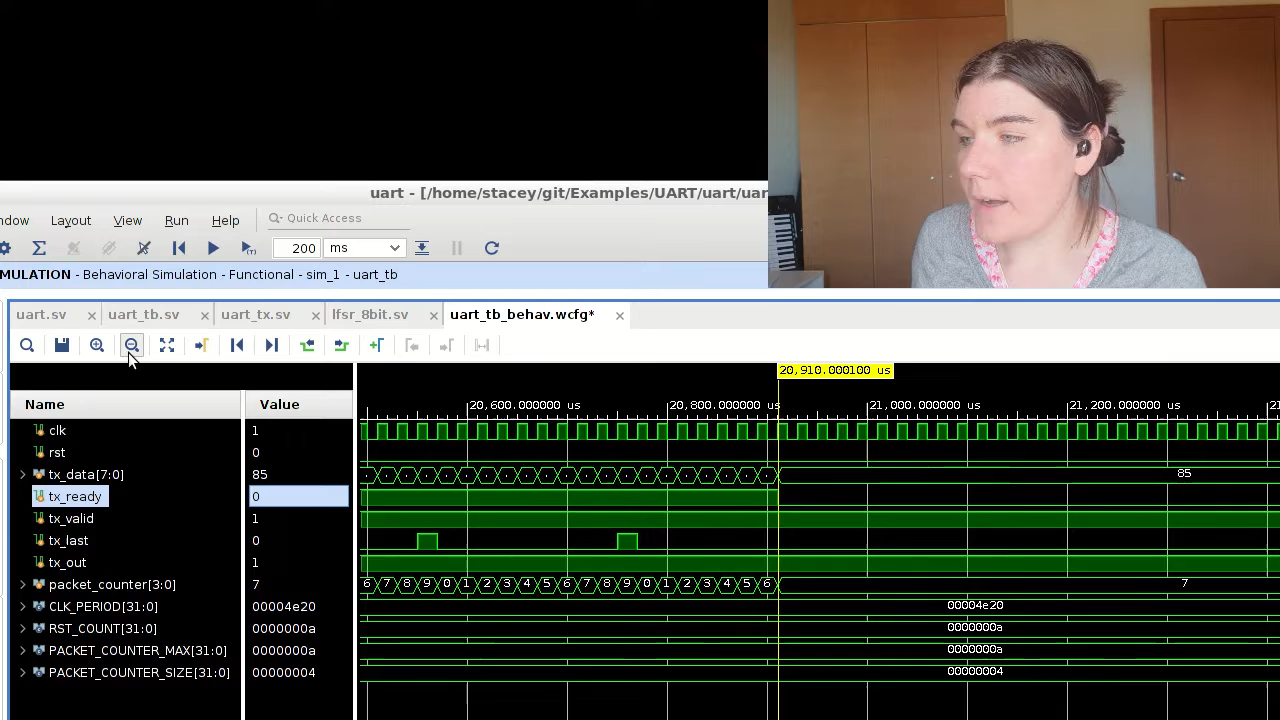 uart - [/home/stacey/git/Examples/UART/uart/uar
ndow Layout View Run Help Quick Access
200 ms
MULATION - Behavioral Simulation - Functional - sim_1 - uart_tb
uart.sv uart_tb.sv uart_tx.sv lfsr_8bit.sv uart_tb_behav.wcfg*
20,910.000100 us
Name Value 20,600.000000 us 20,800.000000 us 21,000.000000 us 21,200.000000 us
clk 1
rst 0
tx_data[7:0] 85 85
tx_ready 0
tx_valid 1
tx_last 0
tx_out 1
packet_counter[3:0] 7 6 7 8 9 0 1 2 3 4 5 6 7 8 9 0 1 2 3 4 5 6 7
CLK_PERIOD[31:0] 00004e20 00004e20
RST_COUNT[31:0] 0000000a 0000000a
PACKET_COUNTER_MAX[31:0] 0000000a 0000000a
PACKET_COUNTER_SIZE[31:0] 00000004 00000004